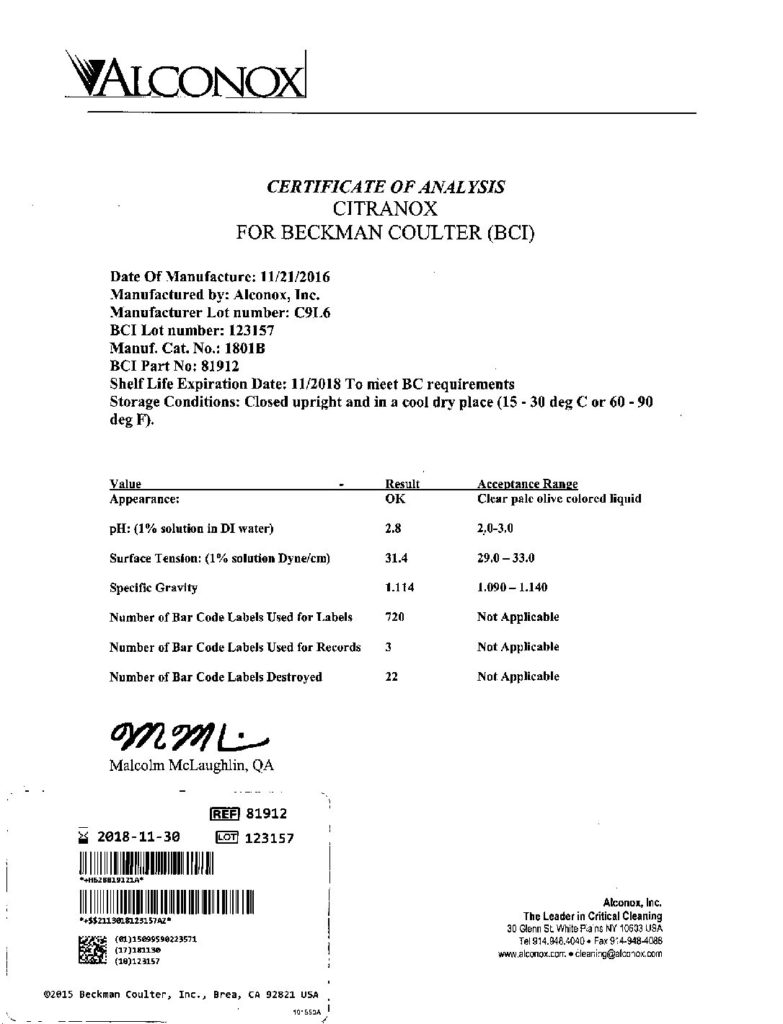 ALCONOX
CERTIFICATE OF ANALYSIS
CITRANOX
FOR BECKMAN COULTER (BCI)
Date Of Manufacture: 11/21/2016
Manufactured by: Alconox, Inc.
Manufacturer Lot number: C9L6
BCI Lot number: 123157
Manuf. Cat. No.: 1801B
BCI Part No: 81912
Shelf Life Expiration Date: 11/2018 To meet BC requirements
Storage Conditions: Closed upright and in a cool dry place (15 - 30 deg C or 60 - 90
deg F).
Value - Result Acceptance Range
Appearance: OK Clear pale olive colored liquid
pH: (1% solution in DI water) 2.8 2.0-3.0
Surface Tension: (1% solution Dyne/cm) 31.4 29.0 – 33.0
Specific Gravity 1.114 1.090 – 1.140
Number of Bar Code Labels Used for Labels 720 Not Applicable
Number of Bar Code Labels Used for Records 3 Not Applicable
Number of Bar Code Labels Destroyed 22 Not Applicable
Malcolm McLaughlin, QA
REF 81912
2018-11-30 LOT 123157
*+H628819121A*
*+$$2113018123157AZ*
(01)15099590223571
(17)181130
(10)123157
©2015 Beckman Coulter, Inc., Brea, CA 92821 USA
Alconox, Inc.
The Leader in Critical Cleaning
30 Glenn St. White Plains NY 10603 USA
Tel 914.948.4040 • Fax 914-948-4088
www.alconox.com • cleaning@alconox.com